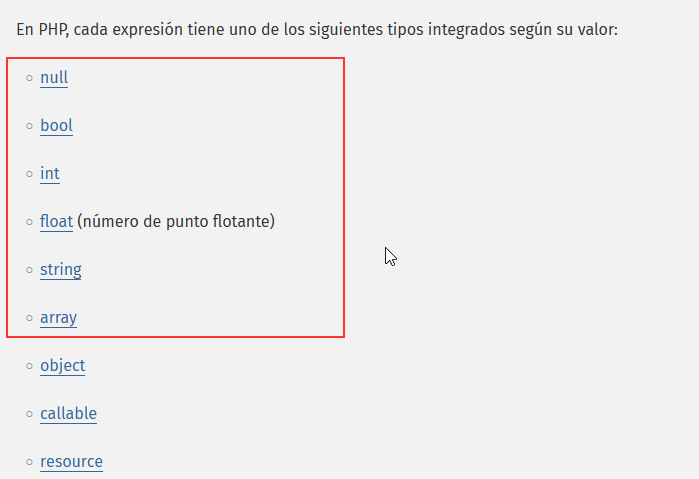 En PHP, cada expresión tiene uno de los siguientes tipos integrados según su valor:
null
bool
int
float (número de punto flotante)
string
array
object
callable
resource